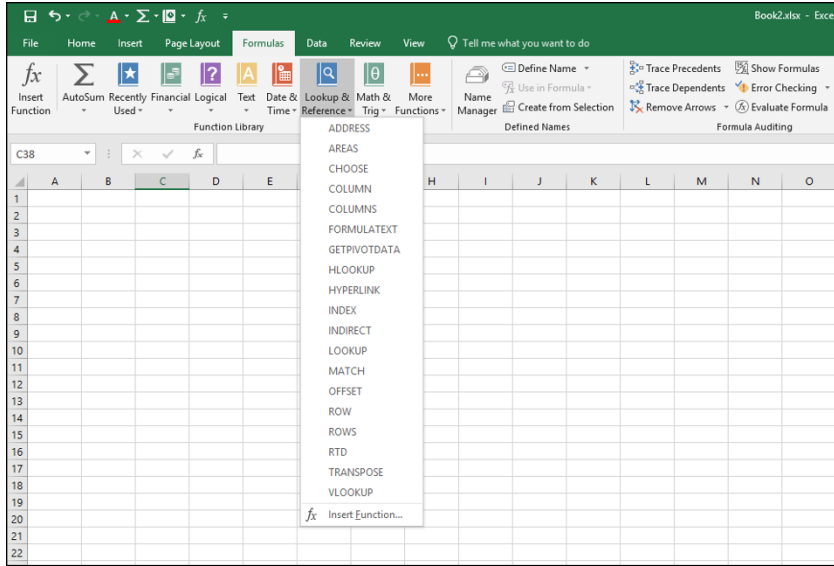 Book2.xlsx - Exce
File Home Insert Page Layout Formulas Data Review View Tell me what you want to do
fx Σ ? A θ ...
Insert Function
AutoSum
Recently Used
Financial
Logical
Text
Date & Time
Lookup & Reference
Math & Trig
More Functions
Function Library
Name Manager
Define Name
Use in Formula
Create from Selection
Defined Names
Trace Precedents
Trace Dependents
Remove Arrows
Show Formulas
Error Checking
Evaluate Formula
Formula Auditing
C38 fx
A B C D E H I J K L M N O
ADDRESS
AREAS
CHOOSE
COLUMN
COLUMNS
FORMULATEXT
GETPIVOTDATA
HLOOKUP
HYPERLINK
INDEX
INDIRECT
LOOKUP
MATCH
OFFSET
ROW
ROWS
RTD
TRANSPOSE
VLOOKUP
fx Insert Function...
1
2
3
4
5
6
7
8
9
10
11
12
13
14
15
16
17
18
19
20
21
22